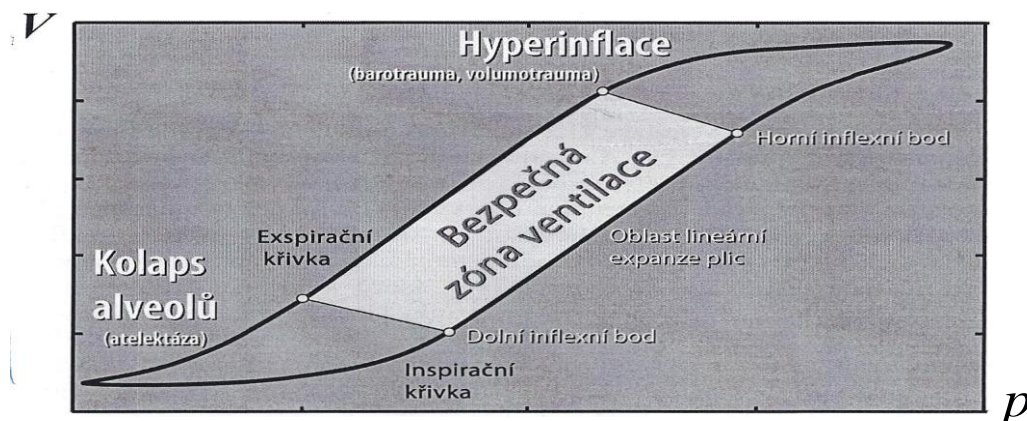 V
Hyperinflace
(barotrauma, volumotrauma)
Horní inflexní bod
Bezpečná
zóna ventilace
Exspirační
křivka
Oblast lineární
expanze plic
Kolaps
alveolů
(atelektáza)
Dolní inflexní bod
Inspirační
křivka
p